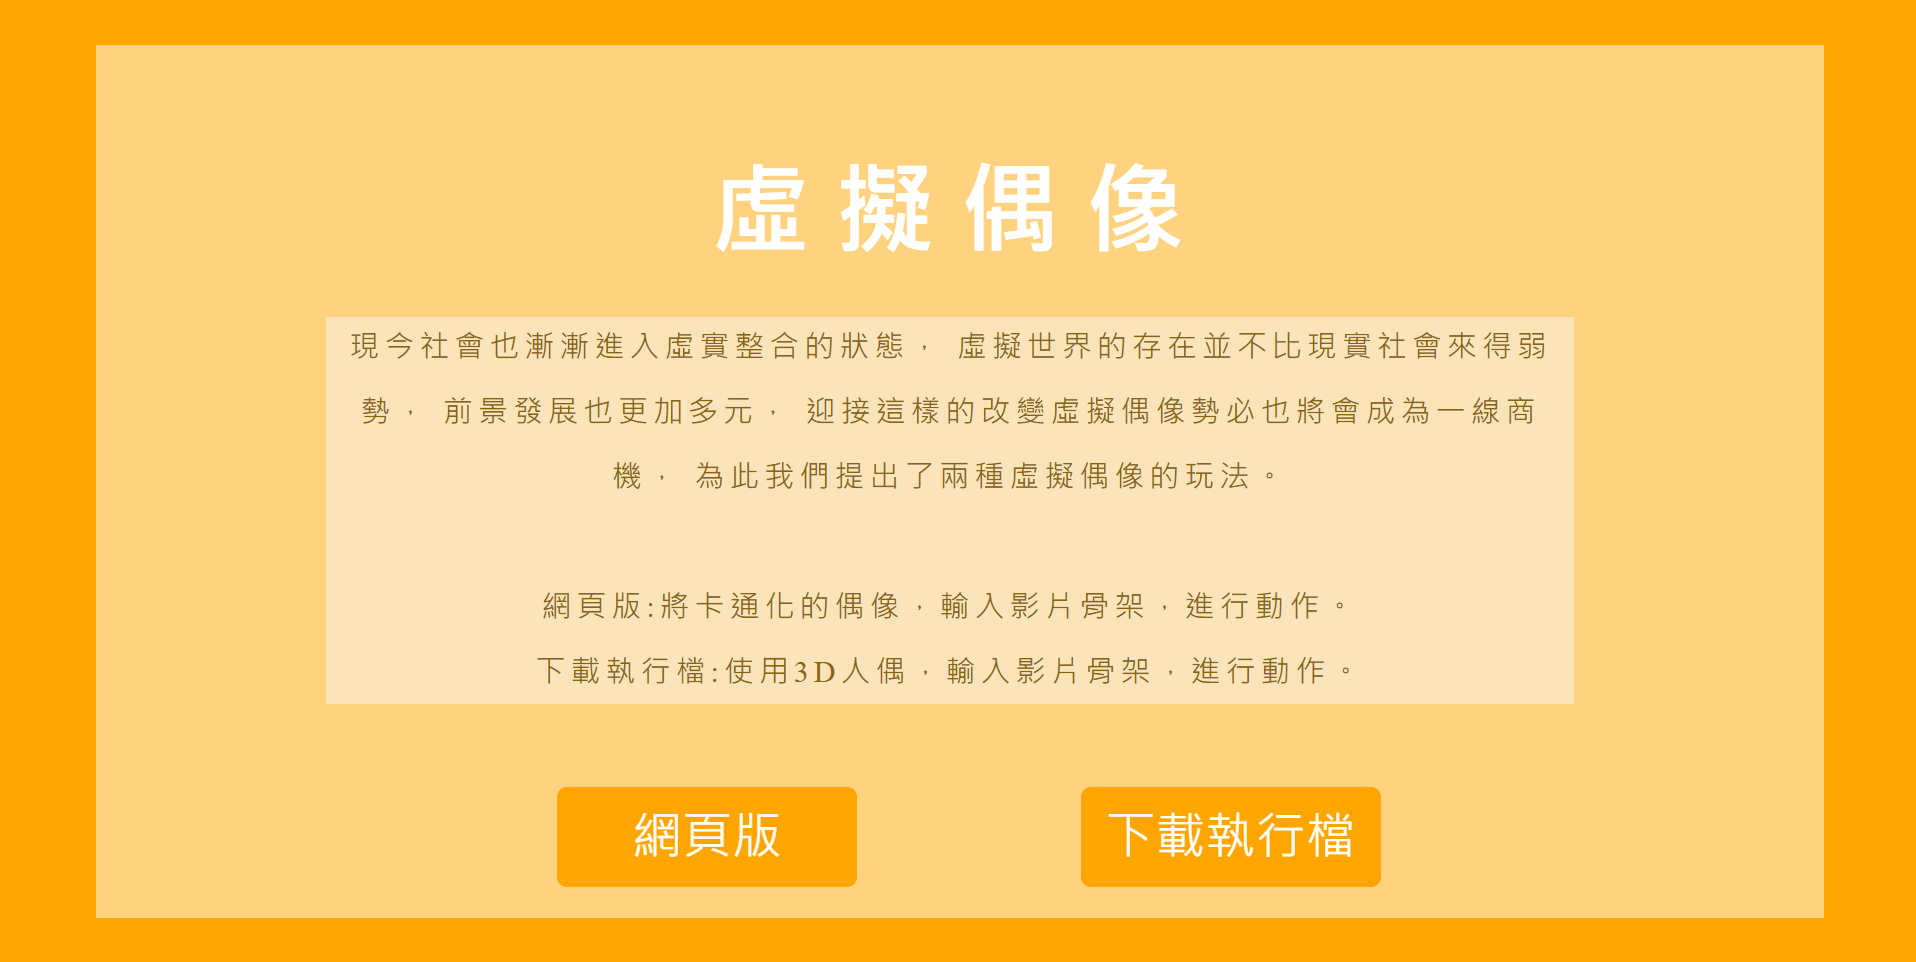 虛擬偶像
現今社會也漸漸進入虛實整合的狀態， 虛擬世界的存在並不比現實社會來得弱
勢， 前景發展也更加多元， 迎接這樣的改變虛擬偶像勢必也將會成為一線商
機， 為此我們提出了兩種虛擬偶像的玩法。
網頁版:將卡通化的偶像，輸入影片骨架，進行動作。
下載執行檔:使用3D人偶，輸入影片骨架，進行動作。
網頁版
下載執行檔